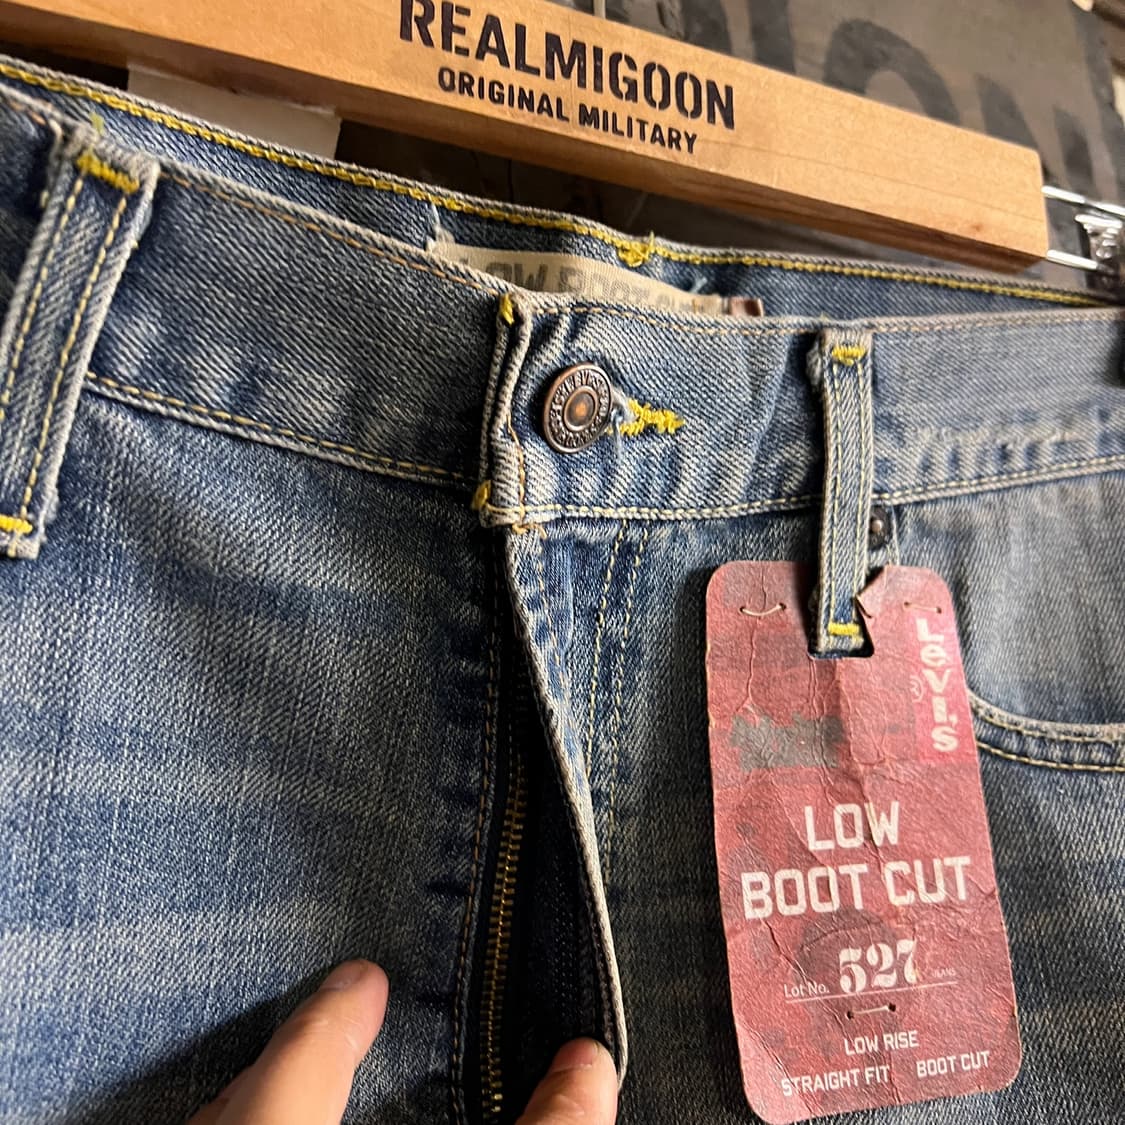 REALMIGOON
ORIGINAL MILITARY
LOW BOOT CUT
LEVI'S
®
LOW
BOOT CUT
Lot No. 527 JEANS
LOW RISE
STRAIGHT FIT BOOT CUT